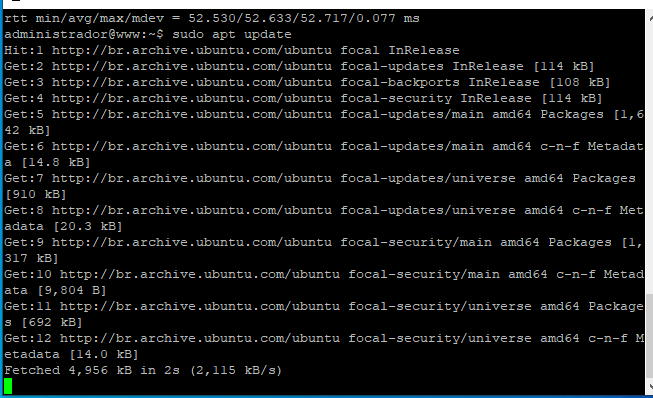 rtt min/avg/max/mdev = 52.530/52.633/52.717/0.077 ms
administrador@www:~$ sudo apt update
Hit:1 http://br.archive.ubuntu.com/ubuntu focal InRelease
Get:2 http://br.archive.ubuntu.com/ubuntu focal-updates InRelease [114 kB]
Get:3 http://br.archive.ubuntu.com/ubuntu focal-backports InRelease [108 kB]
Get:4 http://br.archive.ubuntu.com/ubuntu focal-security InRelease [114 kB]
Get:5 http://br.archive.ubuntu.com/ubuntu focal-updates/main amd64 Packages [1,6
42 kB]
Get:6 http://br.archive.ubuntu.com/ubuntu focal-updates/main amd64 c-n-f Metadat
a [14.8 kB]
Get:7 http://br.archive.ubuntu.com/ubuntu focal-updates/universe amd64 Packages
[910 kB]
Get:8 http://br.archive.ubuntu.com/ubuntu focal-updates/universe amd64 c-n-f Met
adata [20.3 kB]
Get:9 http://br.archive.ubuntu.com/ubuntu focal-security/main amd64 Packages [1,
317 kB]
Get:10 http://br.archive.ubuntu.com/ubuntu focal-security/main amd64 c-n-f Metad
ata [9,804 B]
Get:11 http://br.archive.ubuntu.com/ubuntu focal-security/universe amd64 Package
s [692 kB]
Get:12 http://br.archive.ubuntu.com/ubuntu focal-security/universe amd64 c-n-f M
etadata [14.0 kB]
Fetched 4,956 kB in 2s (2,115 kB/s)